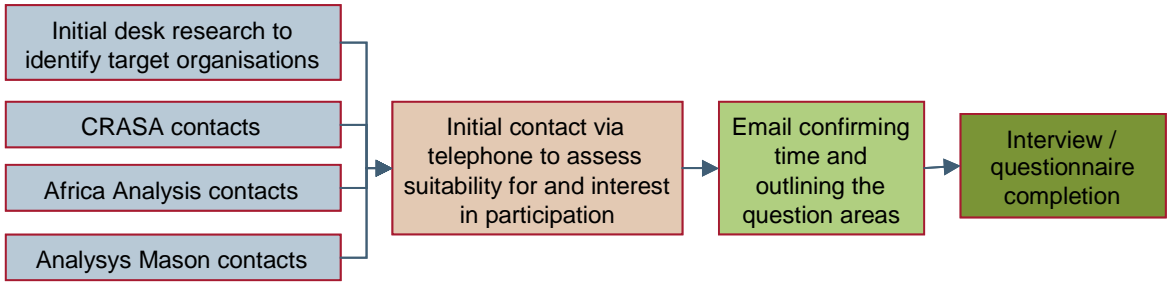 Initial desk research to
identify target organisations
CRASA contacts
Africa Analysis contacts
Analysys Mason contacts
Initial contact via
telephone to assess
suitability for and interest
in participation
Email confirming
time and
outlining the
question areas
Interview /
questionnaire
completion